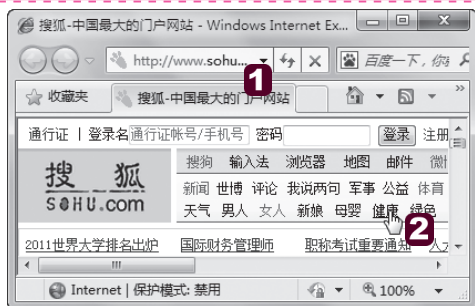 搜狐-中国最大的门户网站 - Windows Internet Ex...
http://www.sohu...
百度一下，你
1
收藏夹 搜狐-中国最大的门户网站
通行证 | 登录名 通行证帐号/手机号 密码 登录 注册
搜狐 搜狗 输入法 浏览器 地图 邮件 微
SOHU.com 新闻 世博 评论 我说两句 军事 公益 体育
天气 男人 女人 新娘 母婴 健康 绿色
2
2011世界大学排名出炉 国际财务管理师 职称考试重要通知
Internet | 保护模式: 禁用 100%